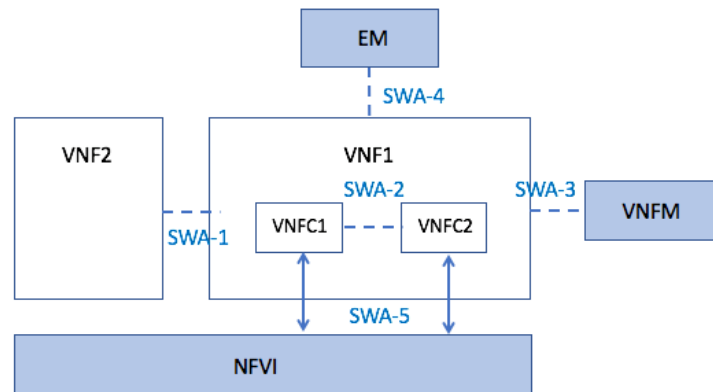 EM
SWA-4
VNF2
VNF1
SWA-2
SWA-3
VNFM
VNFC1
VNFC2
SWA-1
SWA-5
NFVI